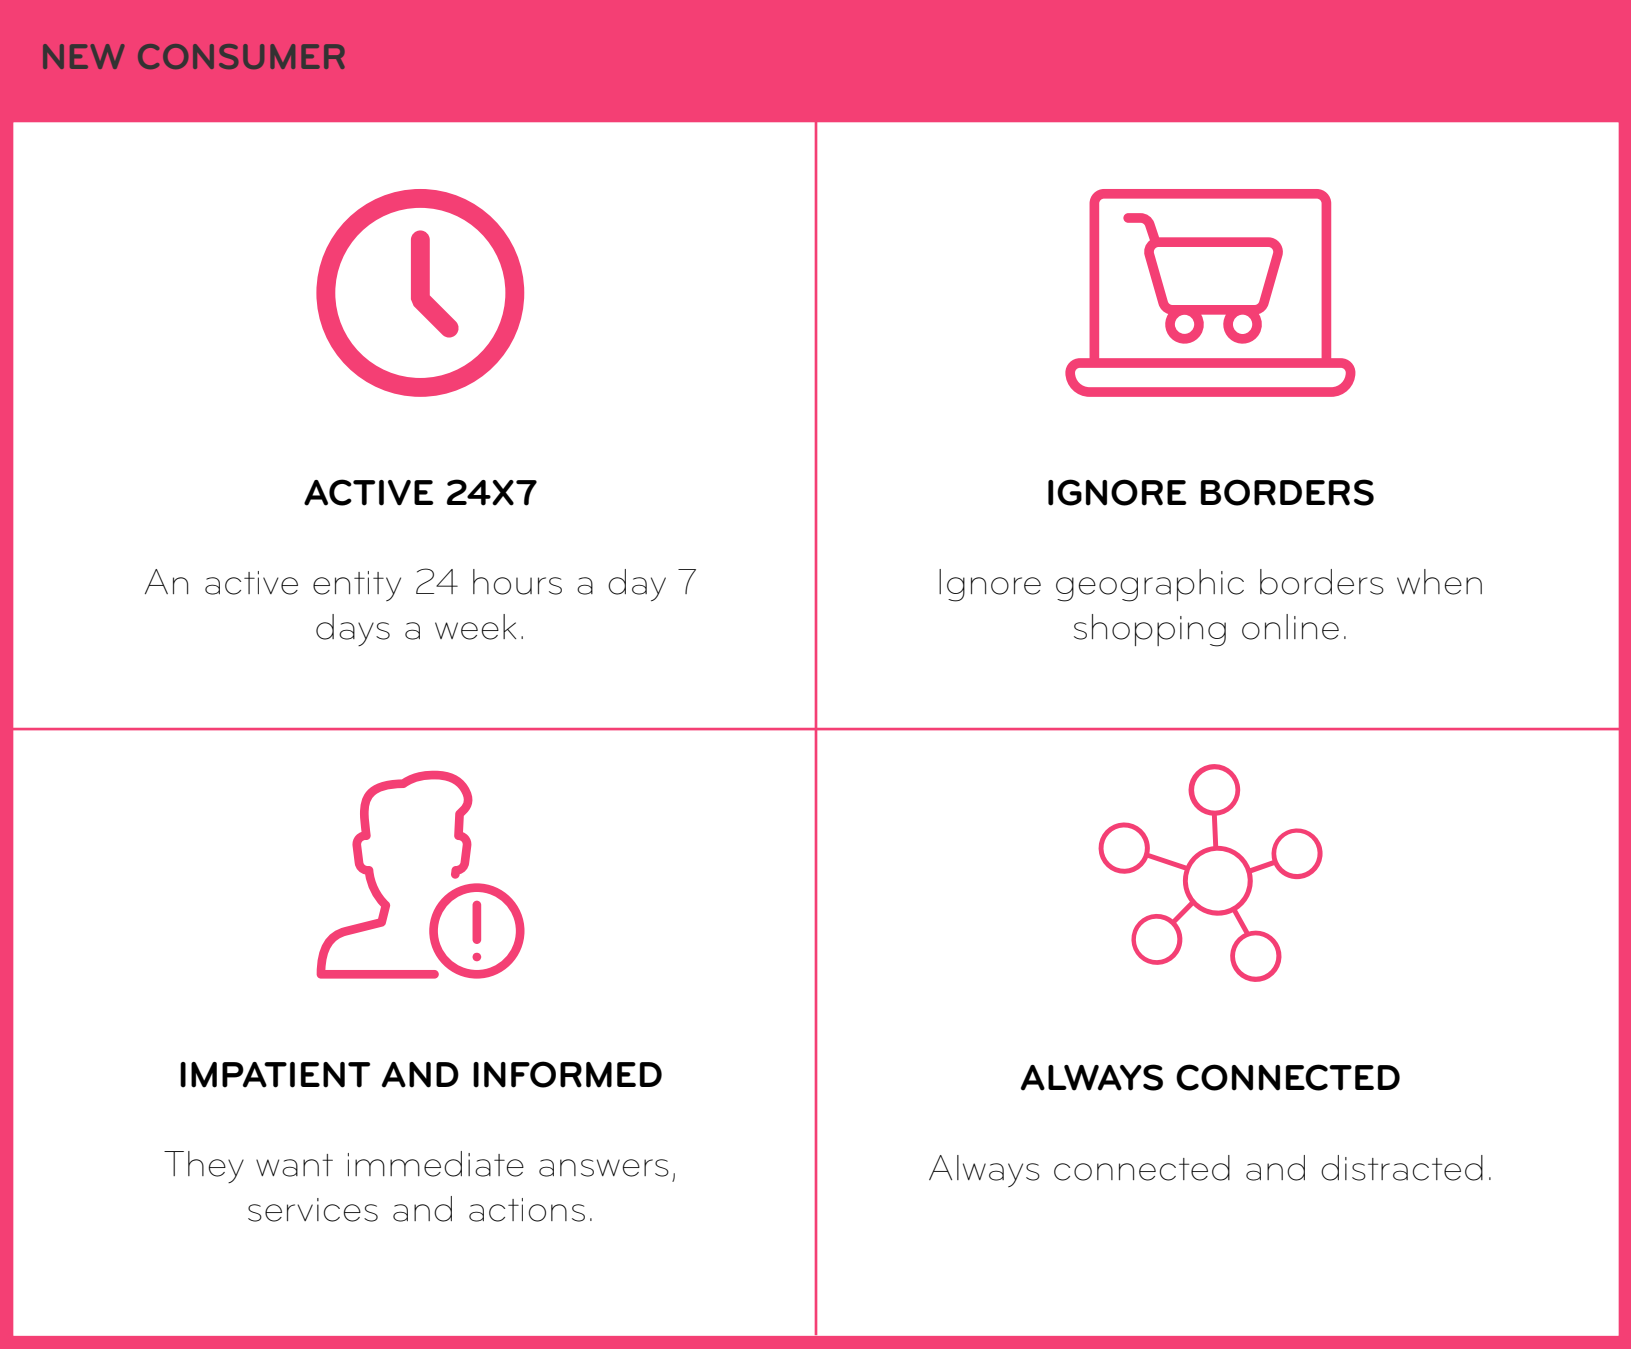 NEW CONSUMER
ACTIVE 24X7
An active entity 24 hours a day 7
days a week.
IGNORE BORDERS
Ignore geographic borders when
shopping online.
IMPATIENT AND INFORMED
They want immediate answers,
services and actions.
ALWAYS CONNECTED
Always connected and distracted.